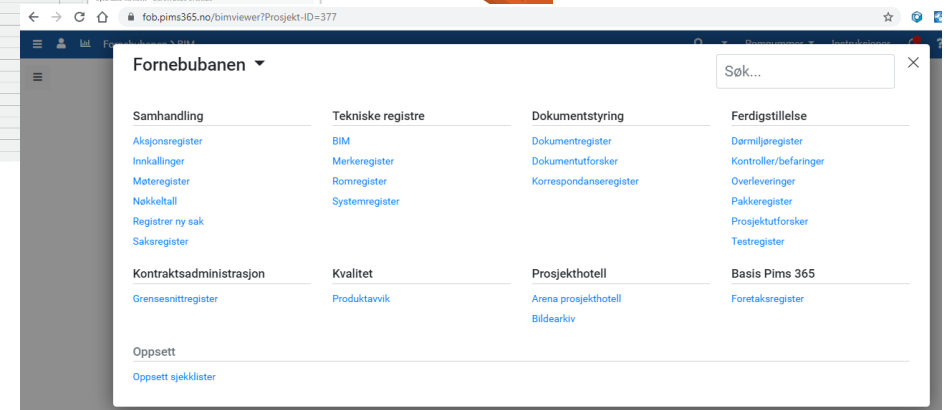 fob.pims365.no/bimviewer?Prosjekt-ID=377
Fornebubanen > BIM Romnummer Instruksjoner ?
Fornebubanen
Søk...
Samhandling
Aksjonsregister
Innkallinger
Møteregister
Nøkkeltall
Registrer ny sak
Saksregister
Tekniske registre
BIM
Merkeregister
Romregister
Systemregister
Dokumentstyring
Dokumentregister
Dokumentutforsker
Korrespondanseregister
Ferdigstillelse
Dørmiljøregister
Kontroller/befaringer
Overleveringer
Pakkeregister
Prosjektutforsker
Testregister
Kontraktsadministrasjon
Grensesnittregister
Kvalitet
Produktavvik
Prosjekthotell
Arena prosjekthotell
Bildearkiv
Basis Pims 365
Foretaksregister
Oppsett
Oppsett sjekklister